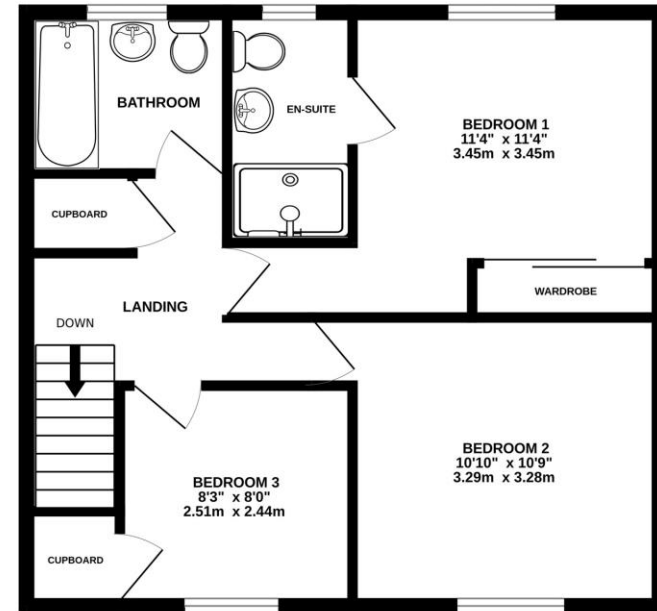 BATHROOM
EN-SUITE
BEDROOM 1
11'4" x 11'4"
3.45m x 3.45m
CUPBOARD
WARDROBE
LANDING
DOWN
BEDROOM 2
10'10" x 10'9"
3.29m x 3.28m
BEDROOM 3
8'3" x 8'0"
2.51m x 2.44m
CUPBOARD